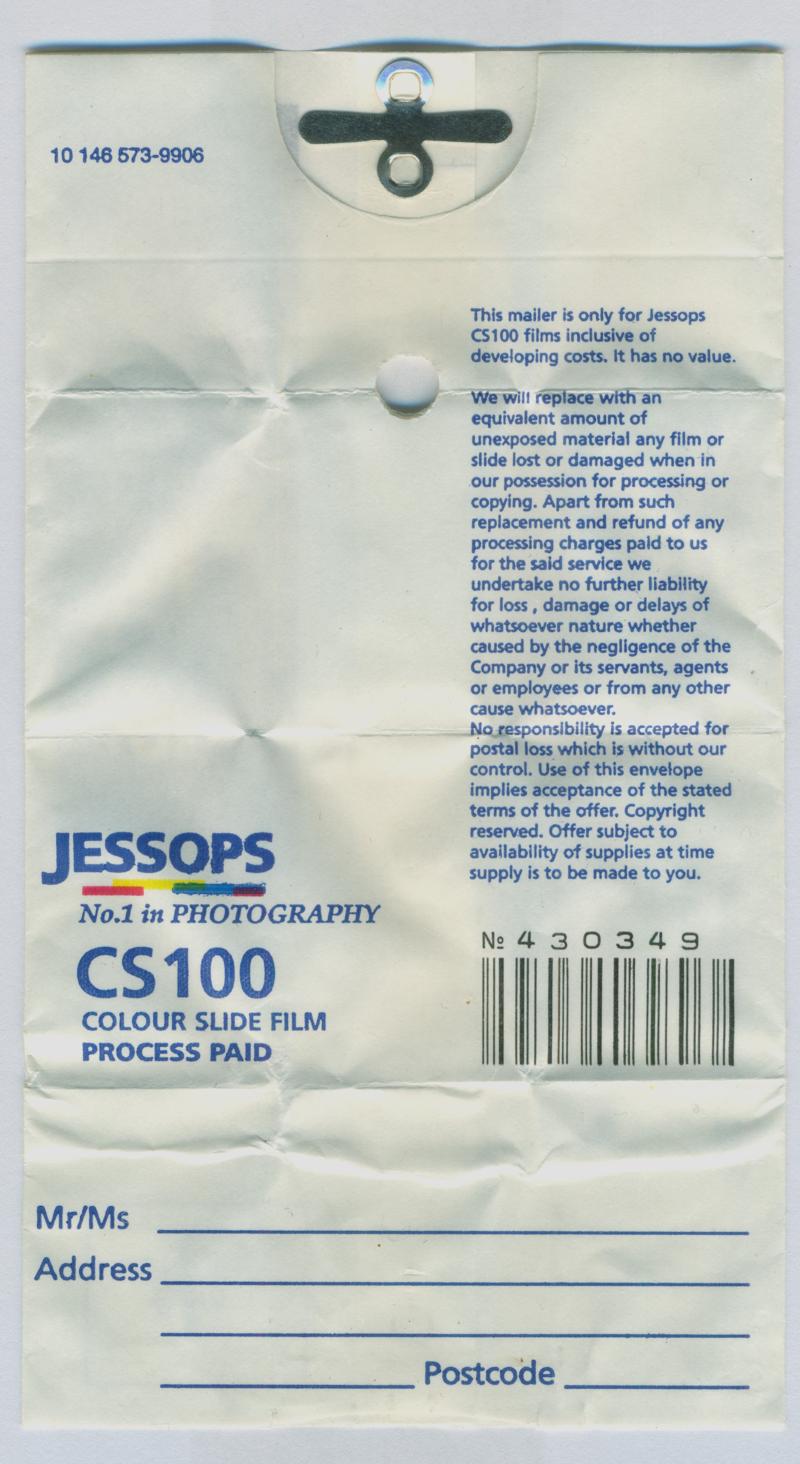 10 146 573-9906
This mailer is only for Jessops
CS100 films inclusive of
developing costs. It has no value.
We will replace with an
equivalent amount of
unexposed material any film or
slide lost or damaged when in
our possession for processing or
copying. Apart from such
replacement and refund of any
processing charges paid to us
for the said service we
undertake no further liability
for loss , damage or delays of
whatsoever nature whether
caused by the negligence of the
Company or its servants, agents
or employees or from any other
cause whatsoever.
No responsibility is accepted for
postal loss which is without our
control. Use of this envelope
implies acceptance of the stated
terms of the offer. Copyright
reserved. Offer subject to
availability of supplies at time
supply is to be made to you.
JESSOPS
No.1 in PHOTOGRAPHY
CS100
COLOUR SLIDE FILM
PROCESS PAID
№ 430349
Mr/Ms
Address
Postcode